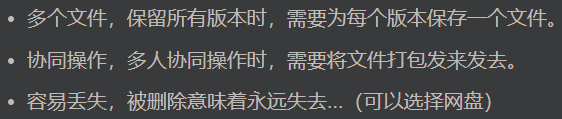 • 多个文件，保留所有版本时，需要为每个版本保存一个文件。
• 协同操作，多人协同操作时，需要将文件打包发来发去。
• 容易丢失，被删除意味着永远失去...（可以选择网盘）